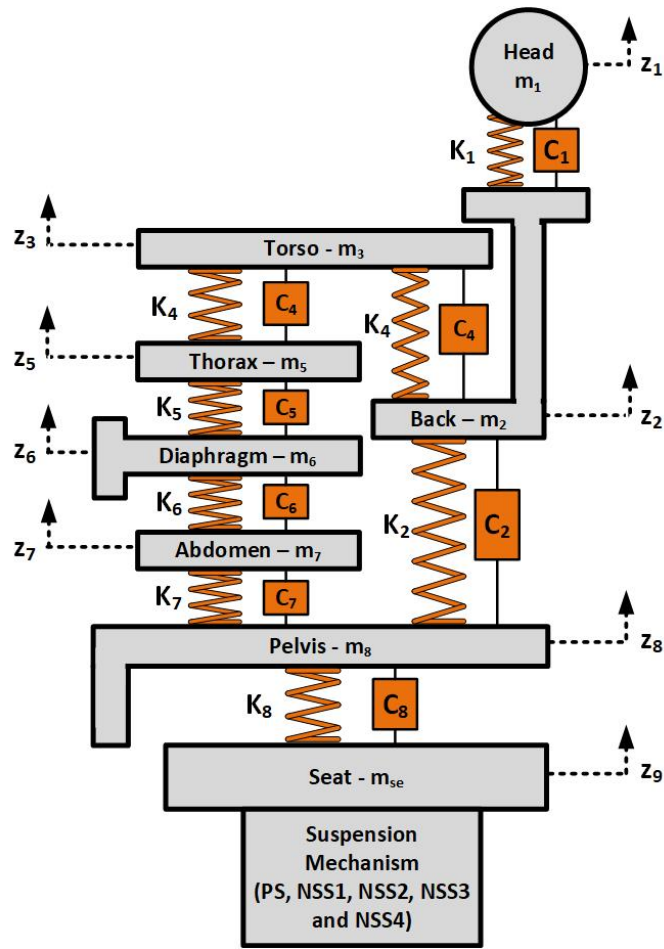 Head
m₁
z₁
K₁
C₁
z₃
Torso - m₃
K₄
C₄
K₄
C₄
z₅
Thorax – m₅
K₅
C₅
Back – m₂
z₂
z₆
Diaphragm – m₆
K₆
C₆
K₂
C₂
z₇
Abdomen – m₇
K₇
C₇
Pelvis - m₈
z₈
K₈
C₈
Seat - mse
z₉
Suspension
Mechanism
(PS, NSS1, NSS2, NSS3
and NSS4)